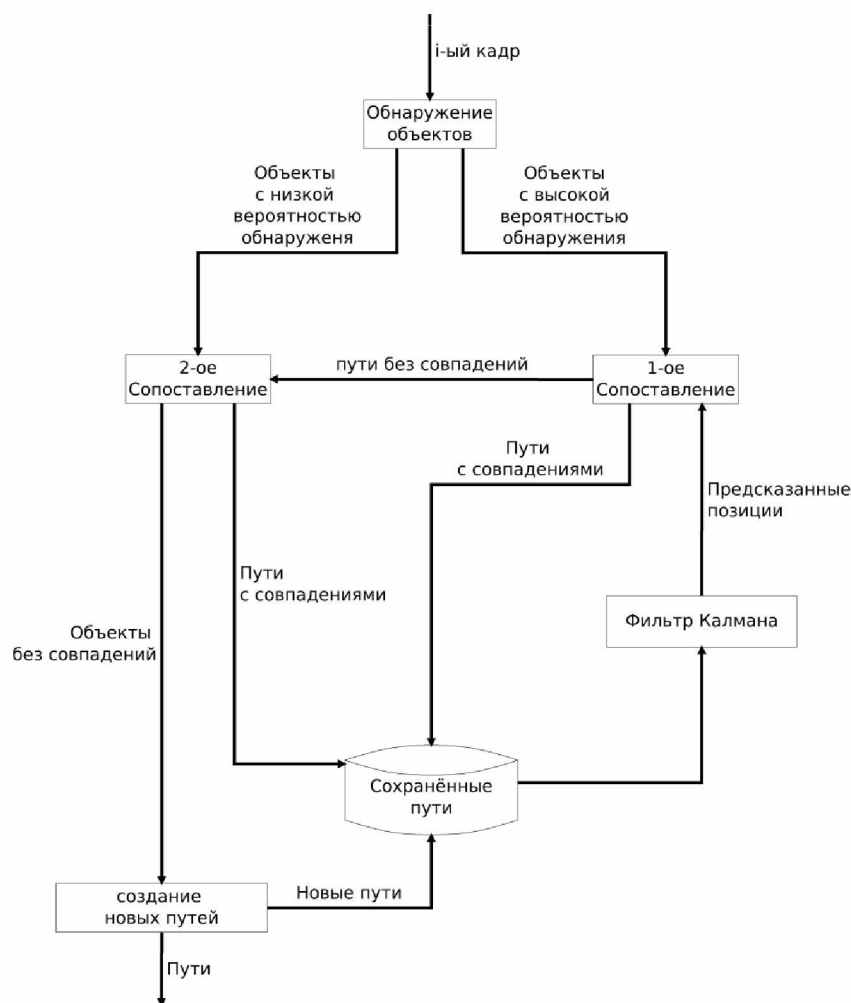 i-ый кадр
Обнаружение
объектов
Объекты
с низкой
вероятностью
обнаруженя
Объекты
с высокой
вероятностью
обнаружения
2-ое
Сопоставление
пути без совпадений
1-ое
Сопоставление
Пути
с совпадениями
Предсказанные
позиции
Пути
с совпадениями
Фильтр Калмана
Объекты
без совпадений
Сохранённые
пути
создание
новых путей
Новые пути
Пути